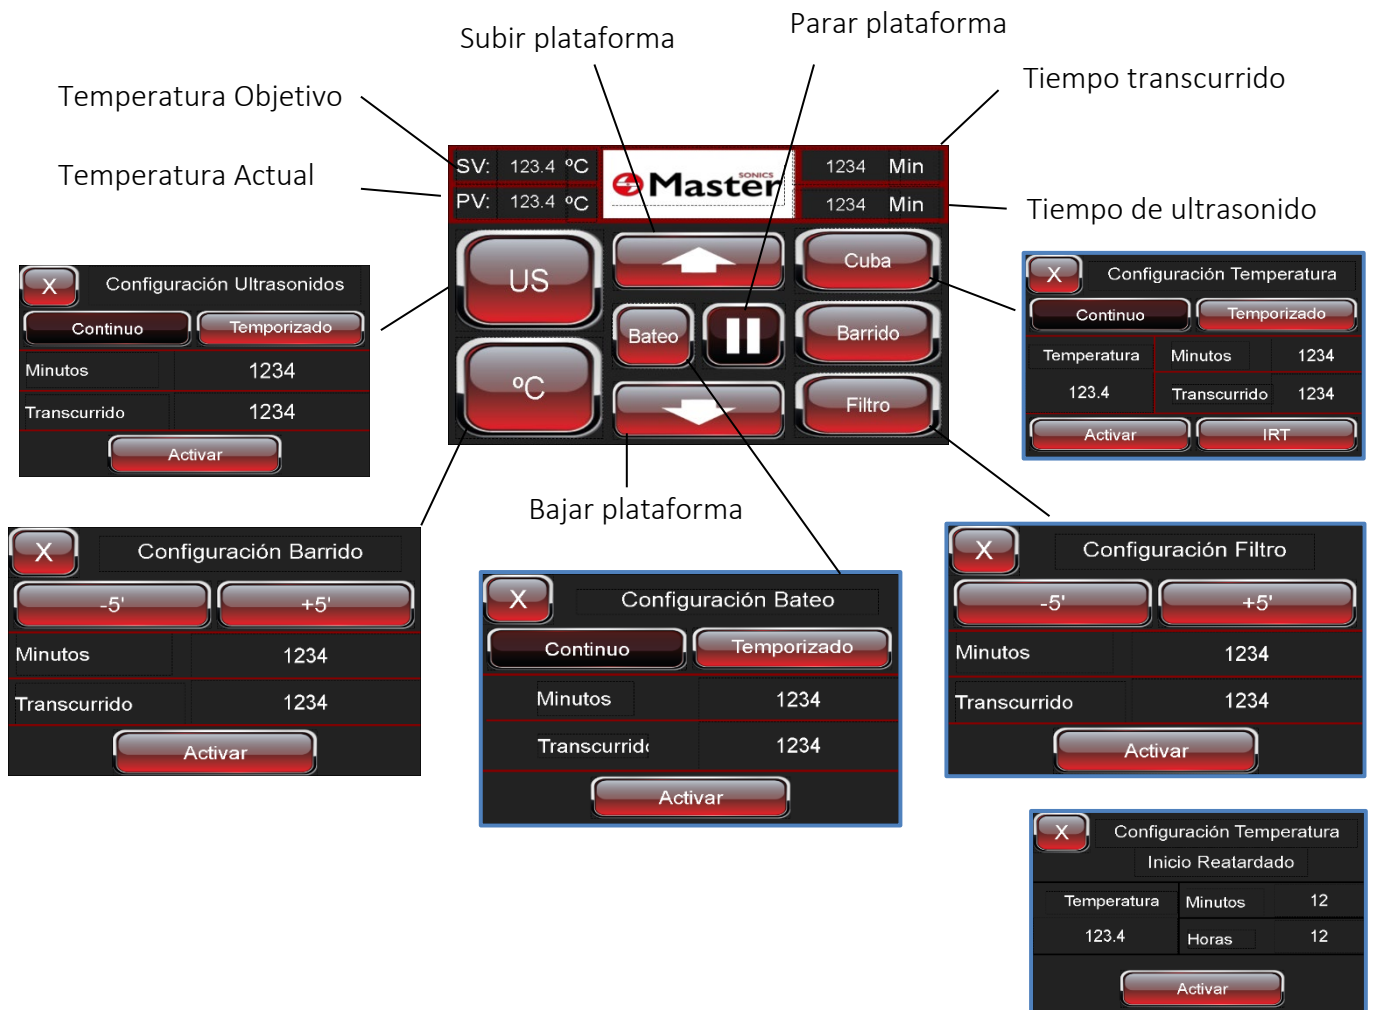 Subir plataforma
Parar plataforma
Temperatura Objetivo
Tiempo transcurrido
Temperatura Actual
Tiempo de ultrasonido
SV: 123.4 ºC
PV: 123.4 ºC
Master
SONICS
1234 Min
1234 Min
US
Cuba
Bateo
Barrido
ºC
Filtro
Bajar plataforma
X Configuración Ultrasonidos
Continuo Temporizado
Minutos 1234
Transcurrido 1234
Activar
X Configuración Temperatura
Continuo Temporizado
Temperatura Minutos 1234
123.4 Transcurrido 1234
Activar IRT
X Configuración Barrido
-5' +5'
Minutos 1234
Transcurrido 1234
Activar
X Configuración Bateo
Continuo Temporizado
Minutos 1234
Transcurrido 1234
Activar
X Configuración Filtro
-5' +5'
Minutos 1234
Transcurrido 1234
Activar
X Configuración Temperatura
Inicio Reatardado
Temperatura Minutos 12
123.4 Horas 12
Activar